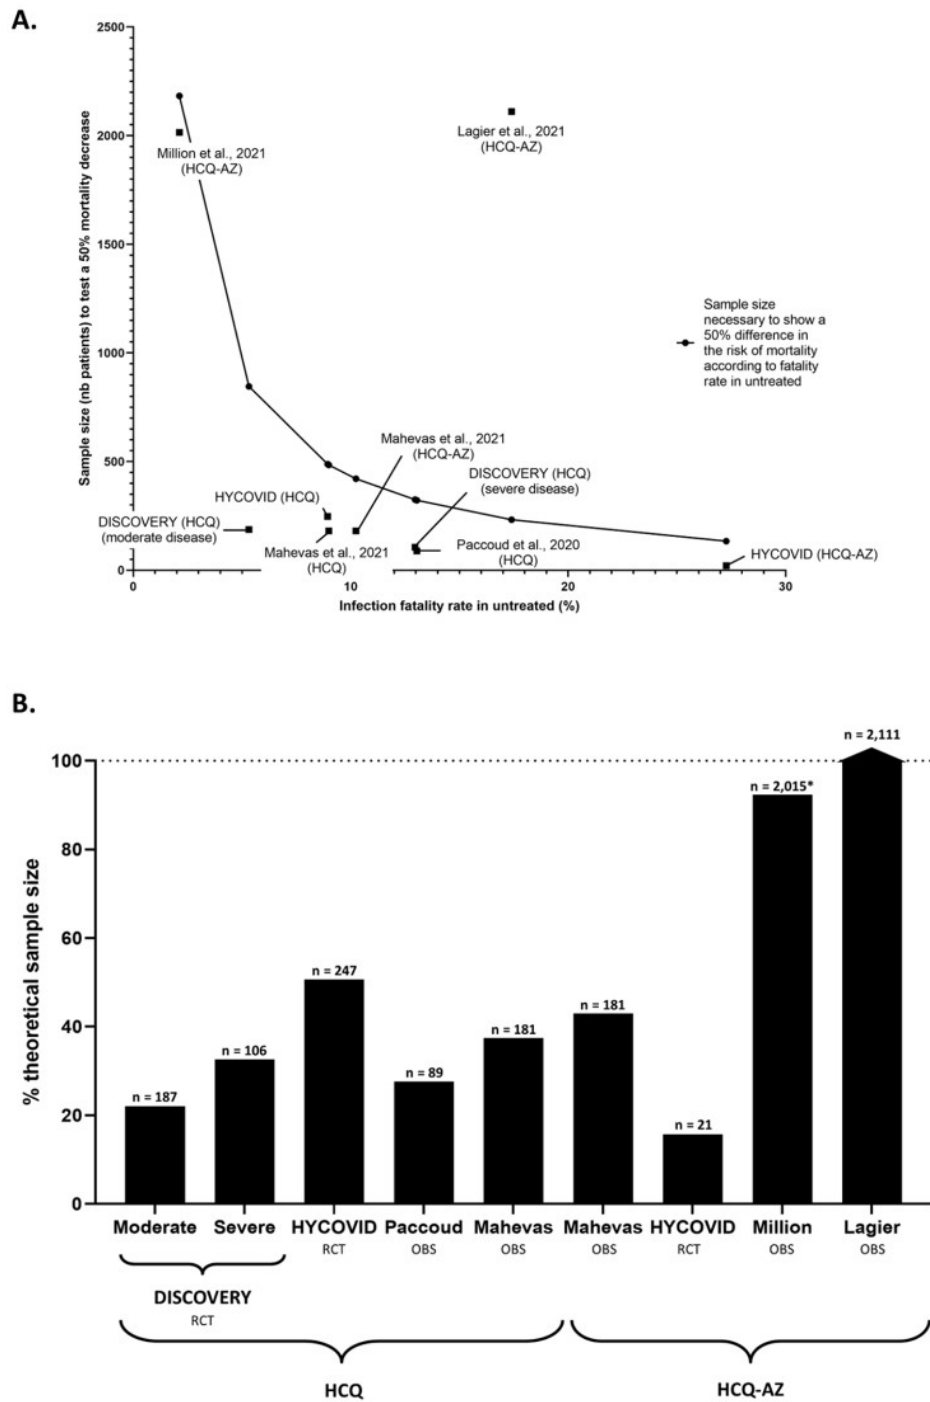 A.
2500
2000
1500
1000
500
0
Sample size (nb patients) to test a 50% mortality decrease
0
10
20
30
Infection fatality rate in untreated (%)
Million et al., 2021
(HCQ-AZ)
Lagier et al., 2021
(HCQ-AZ)
Sample size
necessary to show a
50% difference in
the risk of mortality
according to fatality
rate in untreated
Mahevas et al., 2021
(HCQ-AZ)
DISCOVERY (HCQ)
(severe disease)
HYCOVID (HCQ)
DISCOVERY (HCQ)
(moderate disease)
Mahevas et al., 2021
(HCQ)
Paccoud et al., 2020
(HCQ)
HYCOVID (HCQ-AZ)
B.
% theoretical sample size
100
80
60
40
20
0
n = 187
n = 106
n = 247
n = 89
n = 181
n = 181
n = 21
n = 2,015*
n = 2,111
Moderate Severe HYCOVID Paccoud Mahevas Mahevas HYCOVID Million Lagier
RCT OBS OBS OBS RCT OBS OBS
DISCOVERY
RCT
HCQ
HCQ-AZ